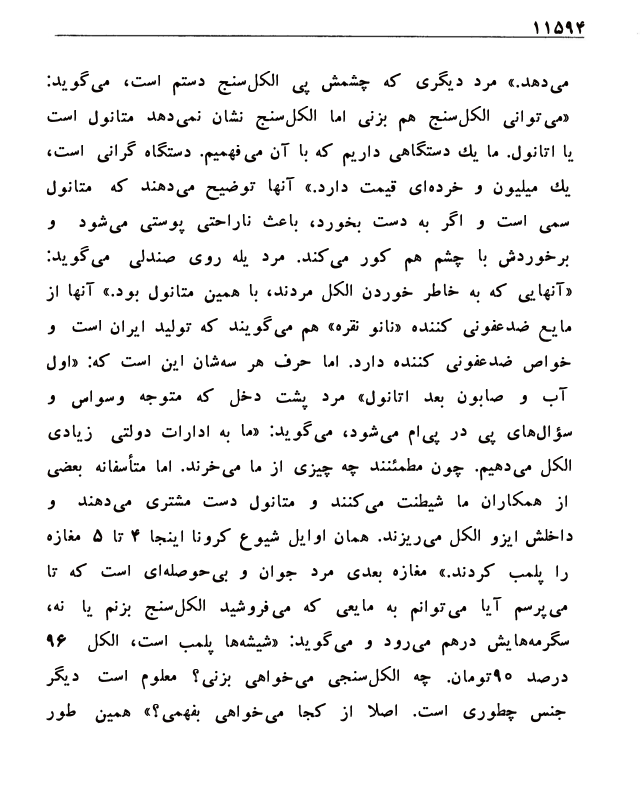 ۱۱۵۹۴
می‌دهد.» مرد دیگری که چشمش پی الکل‌سنج دستم است، می‌گوید:
«می‌توانی الکل‌سنج هم بزنی اما الکل‌سنج نشان نمی‌دهد متانول است
یا اتانول. ما یك دستگاهی داریم که با آن می‌فهمیم. دستگاه گرانی است،
یك میلیون و خرده‌ای قیمت دارد.» آنها توضیح می‌دهند که متانول
سمی است و اگر به دست بخورد، باعث ناراحتی پوستی می‌شود و
برخوردش با چشم هم کور می‌کند. مرد یله روی صندلی می‌گوید:
«آنهایی که به خاطر خوردن الکل مردند، با همین متانول بود.» آنها از
مایع ضدعفونی کننده «نانو نقره» هم می‌گویند که تولید ایران است و
خواص ضدعفونی کننده دارد. اما حرف هر سه‌شان این است که: «اول
آب و صابون بعد اتانول» مرد پشت دخل که متوجه وسواس و
سؤال‌های پی در پی‌ام می‌شود، می‌گوید: «ما به ادارات دولتی زیادی
الکل می‌دهیم. چون مطمئنند چه چیزی از ما می‌خرند. اما متأسفانه بعضی
از همکاران ما شیطنت می‌کنند و متانول دست مشتری می‌دهند و
داخلش ایزو الکل می‌ریزند. همان اوایل شیوع کرونا اینجا ۴ تا ۵ مغازه
را پلمب کردند.» مغازه بعدی مرد جوان و بی‌حوصله‌ای است که تا
می‌پرسم آیا می‌توانم به مایعی که می‌فروشید الکل‌سنج بزنم یا نه،
سگرمه‌هایش درهم می‌رود و می‌گوید: «شیشه‌ها پلمب است، الکل ۹۶
درصد ۹۰تومان. چه الکل‌سنجی می‌خواهی بزنی؟ معلوم است دیگر
جنس چطوری است. اصلا از کجا می‌خواهی بفهمی؟» همین طور